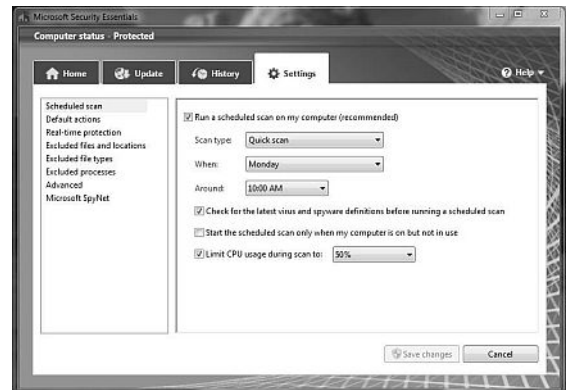 Microsoft Security Essentials
Computer status - Protected
Home Update History Settings Help
Scheduled scan
Default actions
Real-time protection
Excluded files and locations
Excluded file types
Excluded processes
Advanced
Microsoft SpyNet
Run a scheduled scan on my computer (recommended)
Scan type: Quick scan
When: Monday
Around: 10:00 AM
Check for the latest virus and spyware definitions before running a scheduled scan
Start the scheduled scan only when my computer is on but not in use
Limit CPU usage during scan to: 50%
Save changes Cancel